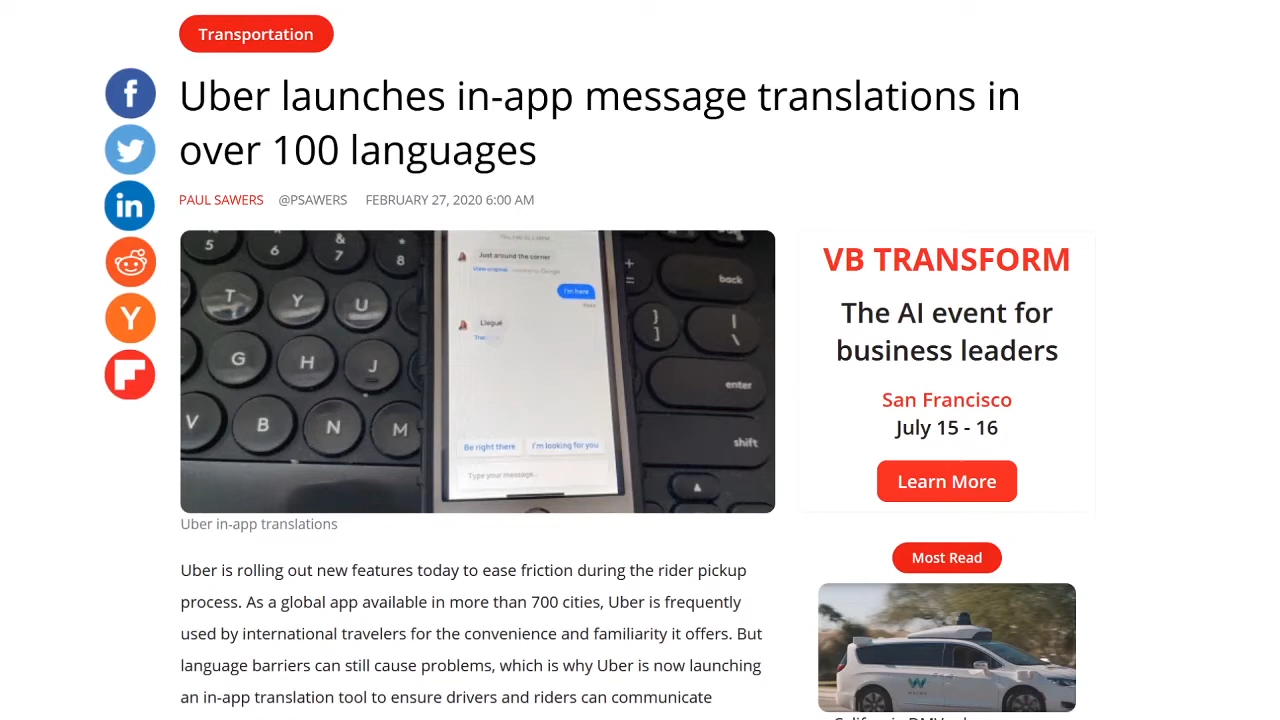 Transportation
Uber launches in-app message translations in
over 100 languages
PAUL SAWERS @PSAWERS FEBRUARY 27, 2020 6:00 AM
5
6
&
7
*
8
+
=
back
Just around the corner
View original
Google
I'm here
T
Y
U
]
}
|
\
Llegué
G
H
J
enter
V
B
N
M
shift
Be right there
I'm looking for you
Type your message...
Uber in-app translations
Uber is rolling out new features today to ease friction during the rider pickup
process. As a global app available in more than 700 cities, Uber is frequently
used by international travelers for the convenience and familiarity it offers. But
language barriers can still cause problems, which is why Uber is now launching
an in-app translation tool to ensure drivers and riders can communicate
VB TRANSFORM
The AI event for
business leaders
San Francisco
July 15 - 16
Learn More
Most Read
WAYMO